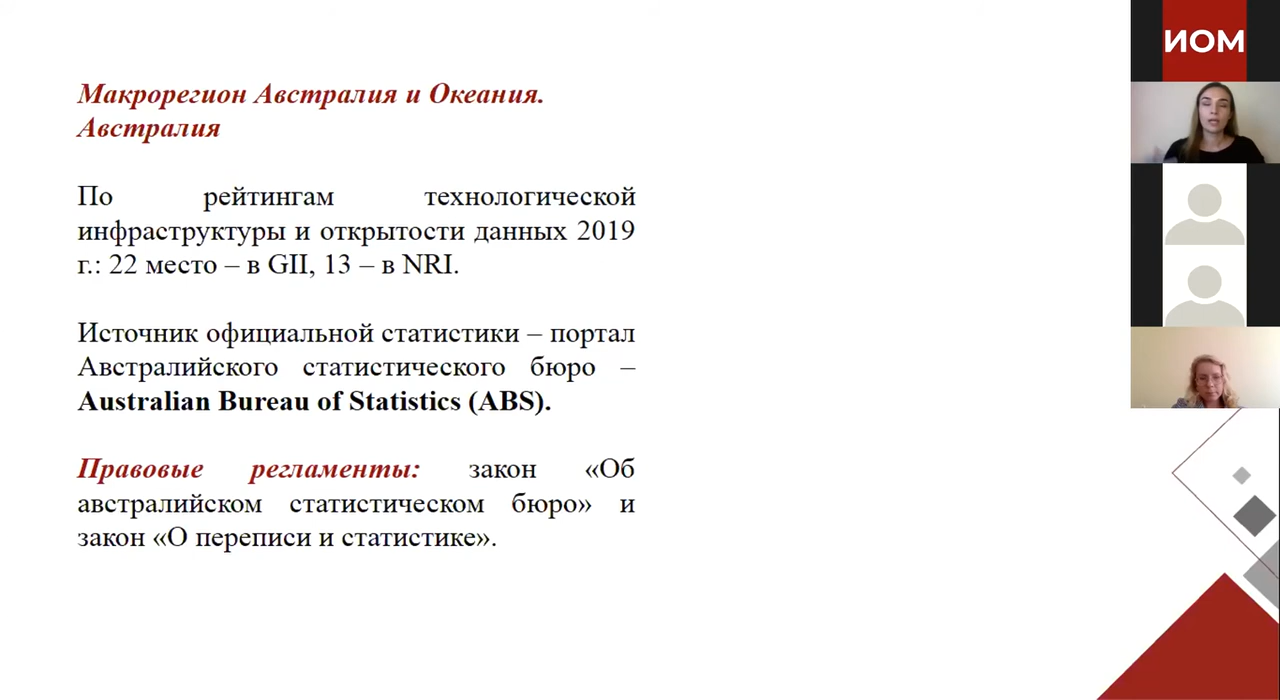 Макрорегион Австралия и Океания.
Австралия
По рейтингам технологической
инфраструктуры и открытости данных 2019
г.: 22 место – в GII, 13 – в NRI.
Источник официальной статистики – портал
Австралийского статистического бюро –
Australian Bureau of Statistics (ABS).
Правовые регламенты: закон «Об
австралийском статистическом бюро» и
закон «О переписи и статистике».
ИОМ